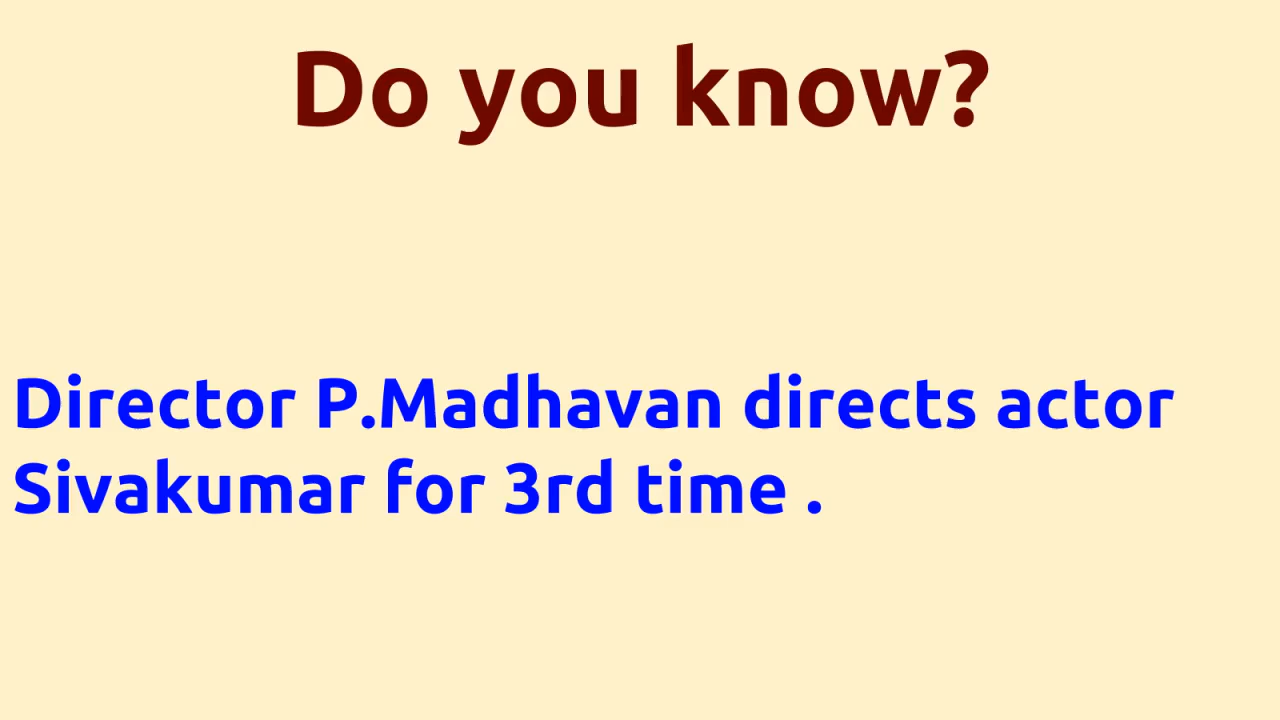 Do you know?
Director P.Madhavan directs actor
Sivakumar for 3rd time .